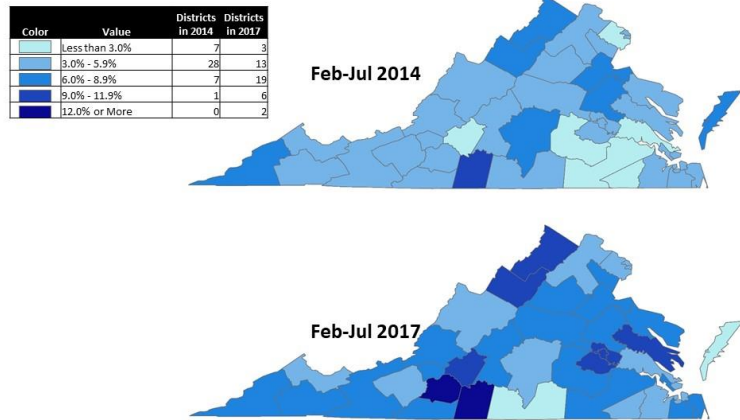 Color Value Districts in 2014 Districts in 2017
Less than 3.0% 7 3
3.0% - 5.9% 28 13
6.0% - 8.9% 7 19
9.0% - 11.9% 1 6
12.0% or More 0 2
Feb-Jul 2014
Feb-Jul 2017